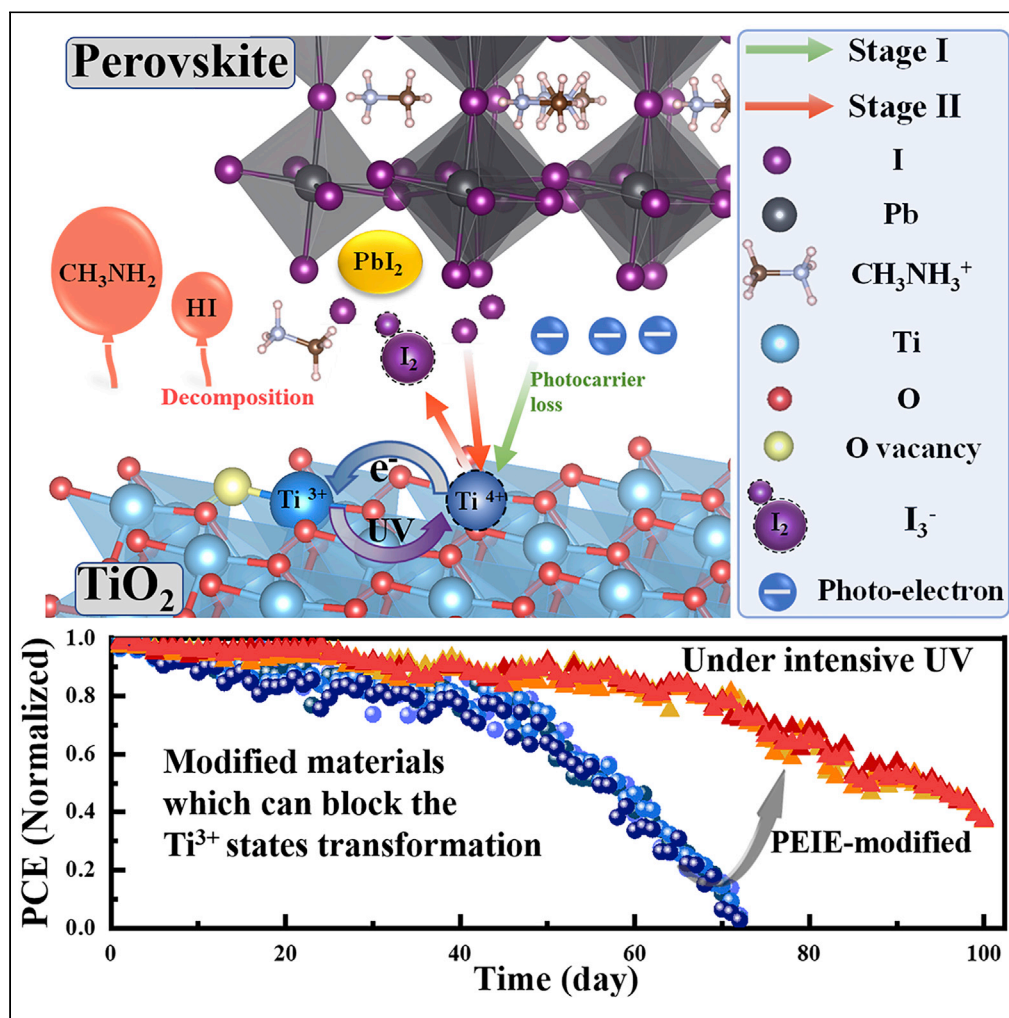 Perovskite
CH₃NH₂
HI
Decomposition
PbI₂
I₂
Photocarrier
loss
e⁻
Ti ³⁺
Ti ⁴⁺
UV
TiO₂
Stage I
Stage II
I
Pb
CH₃NH₃⁺
Ti
O
O vacancy
I₂
I₃⁻
Photo-electron
PCE (Normalized)
1.0
0.8
0.6
0.4
0.2
0.0
Under intensive UV
Modified materials
which can block the
Ti³⁺ states transformation
PEIE-modified
0
20
40
60
80
100
Time (day)